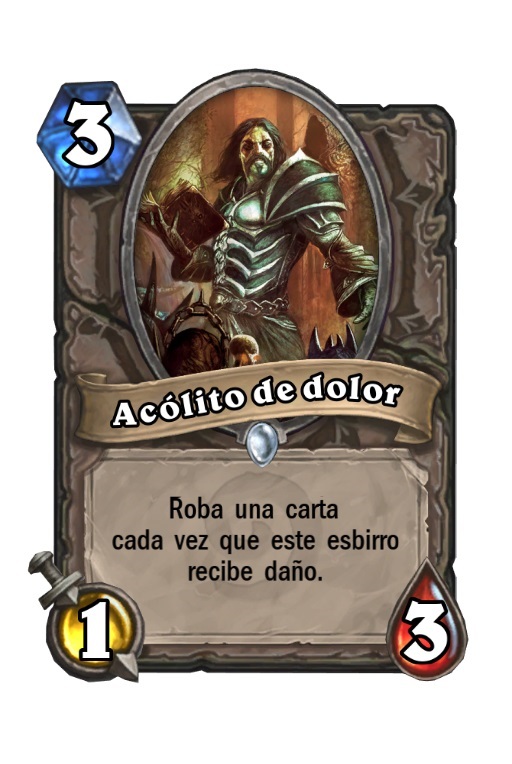 3
Acólito de dolor
Roba una carta
cada vez que este esbirro
recibe daño.
1
3